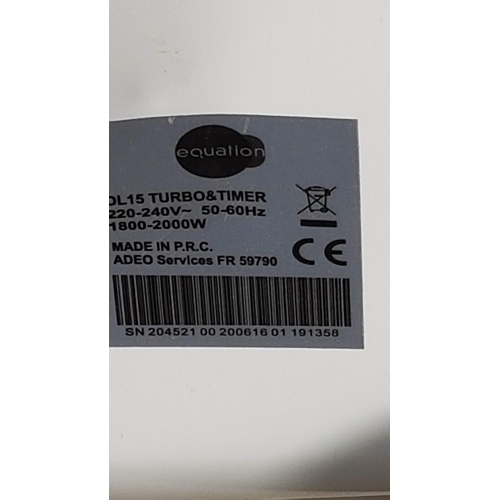 equation
DL15 TURBO&TIMER
220-240V~ 50-60Hz
1800-2000W
MADE IN P.R.C.
ADEO Services FR 59790
CE
SN 204521 00 200616 01 191358